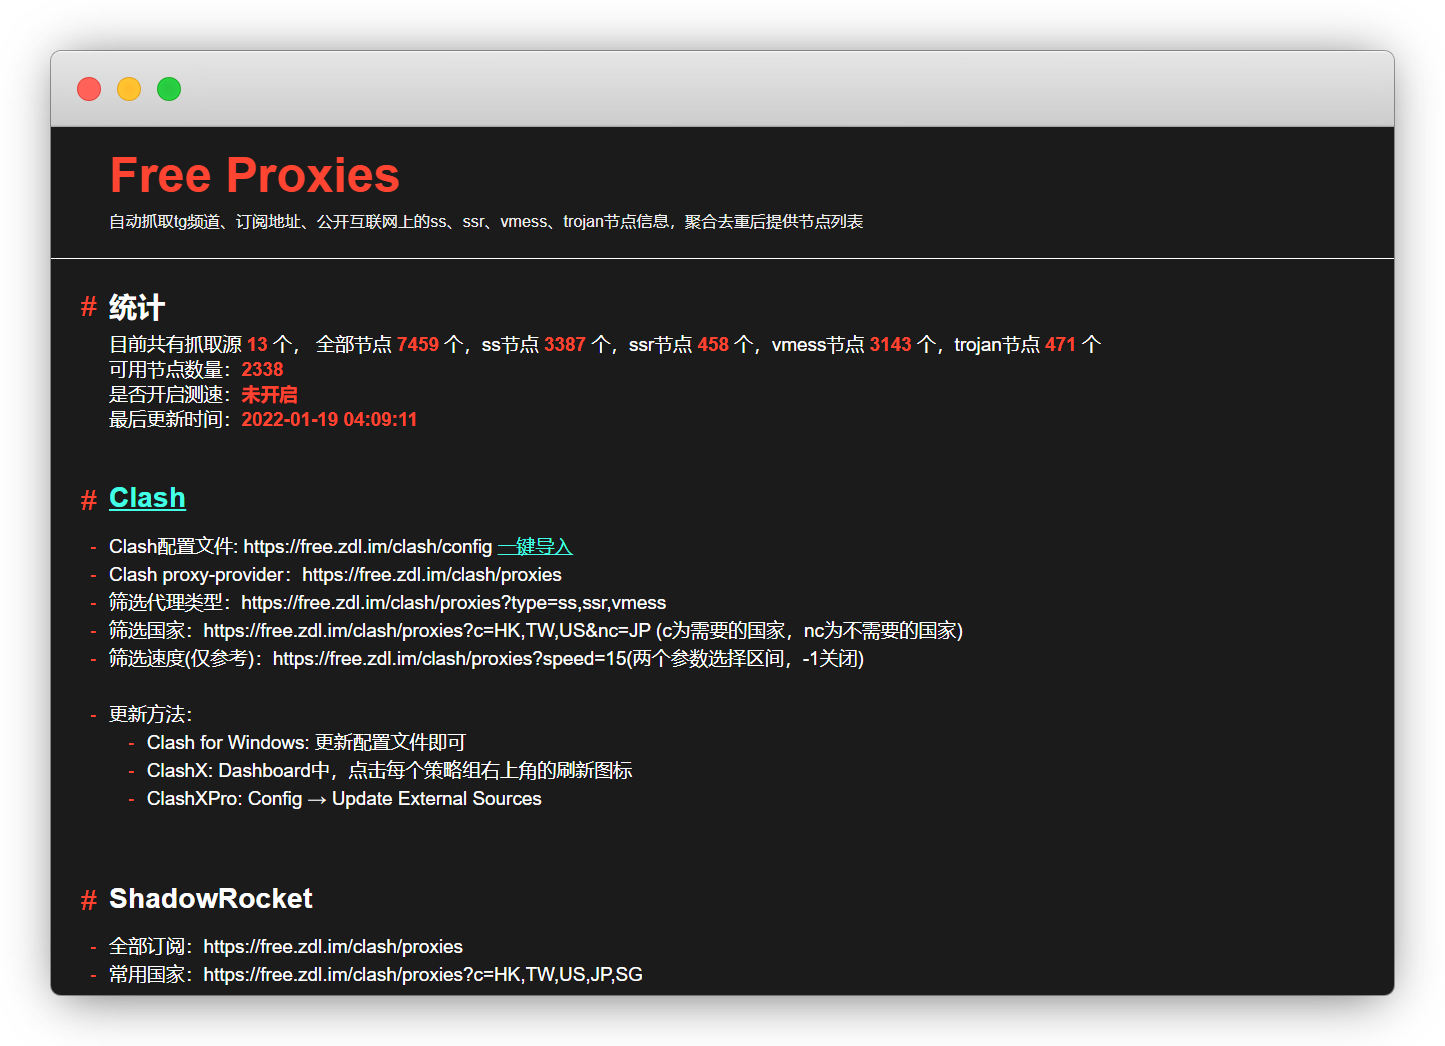 Free Proxies
自动抓取tg频道、订阅地址、公开互联网上的ss、ssr、vmess、trojan节点信息，聚合去重后提供节点列表
# 统计
目前共有抓取源 13 个， 全部节点 7459 个，ss节点 3387 个，ssr节点 458 个，vmess节点 3143 个，trojan节点 471 个
可用节点数量：2338
是否开启测速：未开启
最后更新时间：2022-01-19 04:09:11
# Clash
- Clash配置文件: https://free.zdl.im/clash/config 一键导入
- Clash proxy-provider：https://free.zdl.im/clash/proxies
- 筛选代理类型：https://free.zdl.im/clash/proxies?type=ss,ssr,vmess
- 筛选国家：https://free.zdl.im/clash/proxies?c=HK,TW,US&nc=JP (c为需要的国家，nc为不需要的国家)
- 筛选速度(仅参考)：https://free.zdl.im/clash/proxies?speed=15(两个参数选择区间，-1关闭)
- 更新方法：
- Clash for Windows: 更新配置文件即可
- ClashX: Dashboard中，点击每个策略组右上角的刷新图标
- ClashXPro: Config → Update External Sources
# ShadowRocket
- 全部订阅：https://free.zdl.im/clash/proxies
- 常用国家：https://free.zdl.im/clash/proxies?c=HK,TW,US,JP,SG